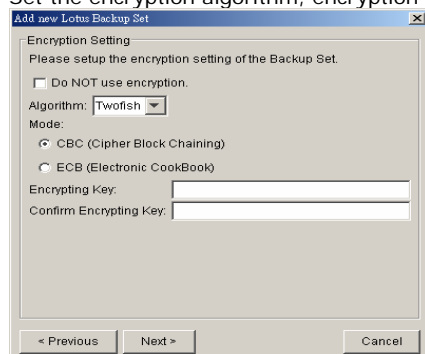 Set the encryption algorithm, encryption
Add new Lotus Backup Set
Encryption Setting
Please setup the encryption setting of the Backup Set.
Do NOT use encryption.
Algorithm: Twofish
Mode:
CBC (Cipher Block Chaining)
ECB (Electronic CookBook)
Encrypting Key:
Confirm Encrypting Key:
< Previous Next > Cancel